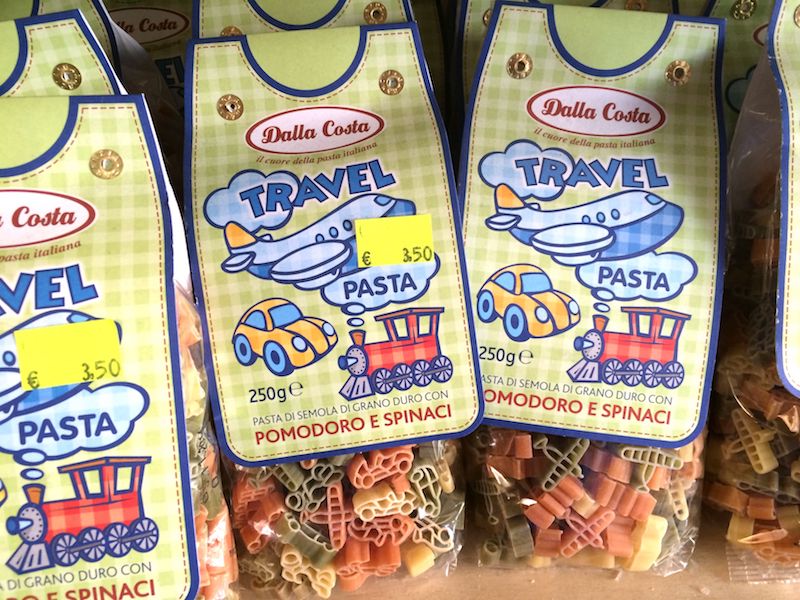 Dalla Costa
il cuore della pasta italiana
TRAVEL
€ 3.50
PASTA
250g e
PASTA DI SEMOLA DI GRANO DURO CON
POMODORO E SPINACI
Dalla Costa
il cuore della pasta italiana
TRAVEL
PASTA
250g e
PASTA DI SEMOLA DI GRANO DURO CON
POMODORO E SPINACI
Costa
pasta italiana
AVEL
€ 3.50
PASTA
DI GRANO DURO CON
E SPINACI